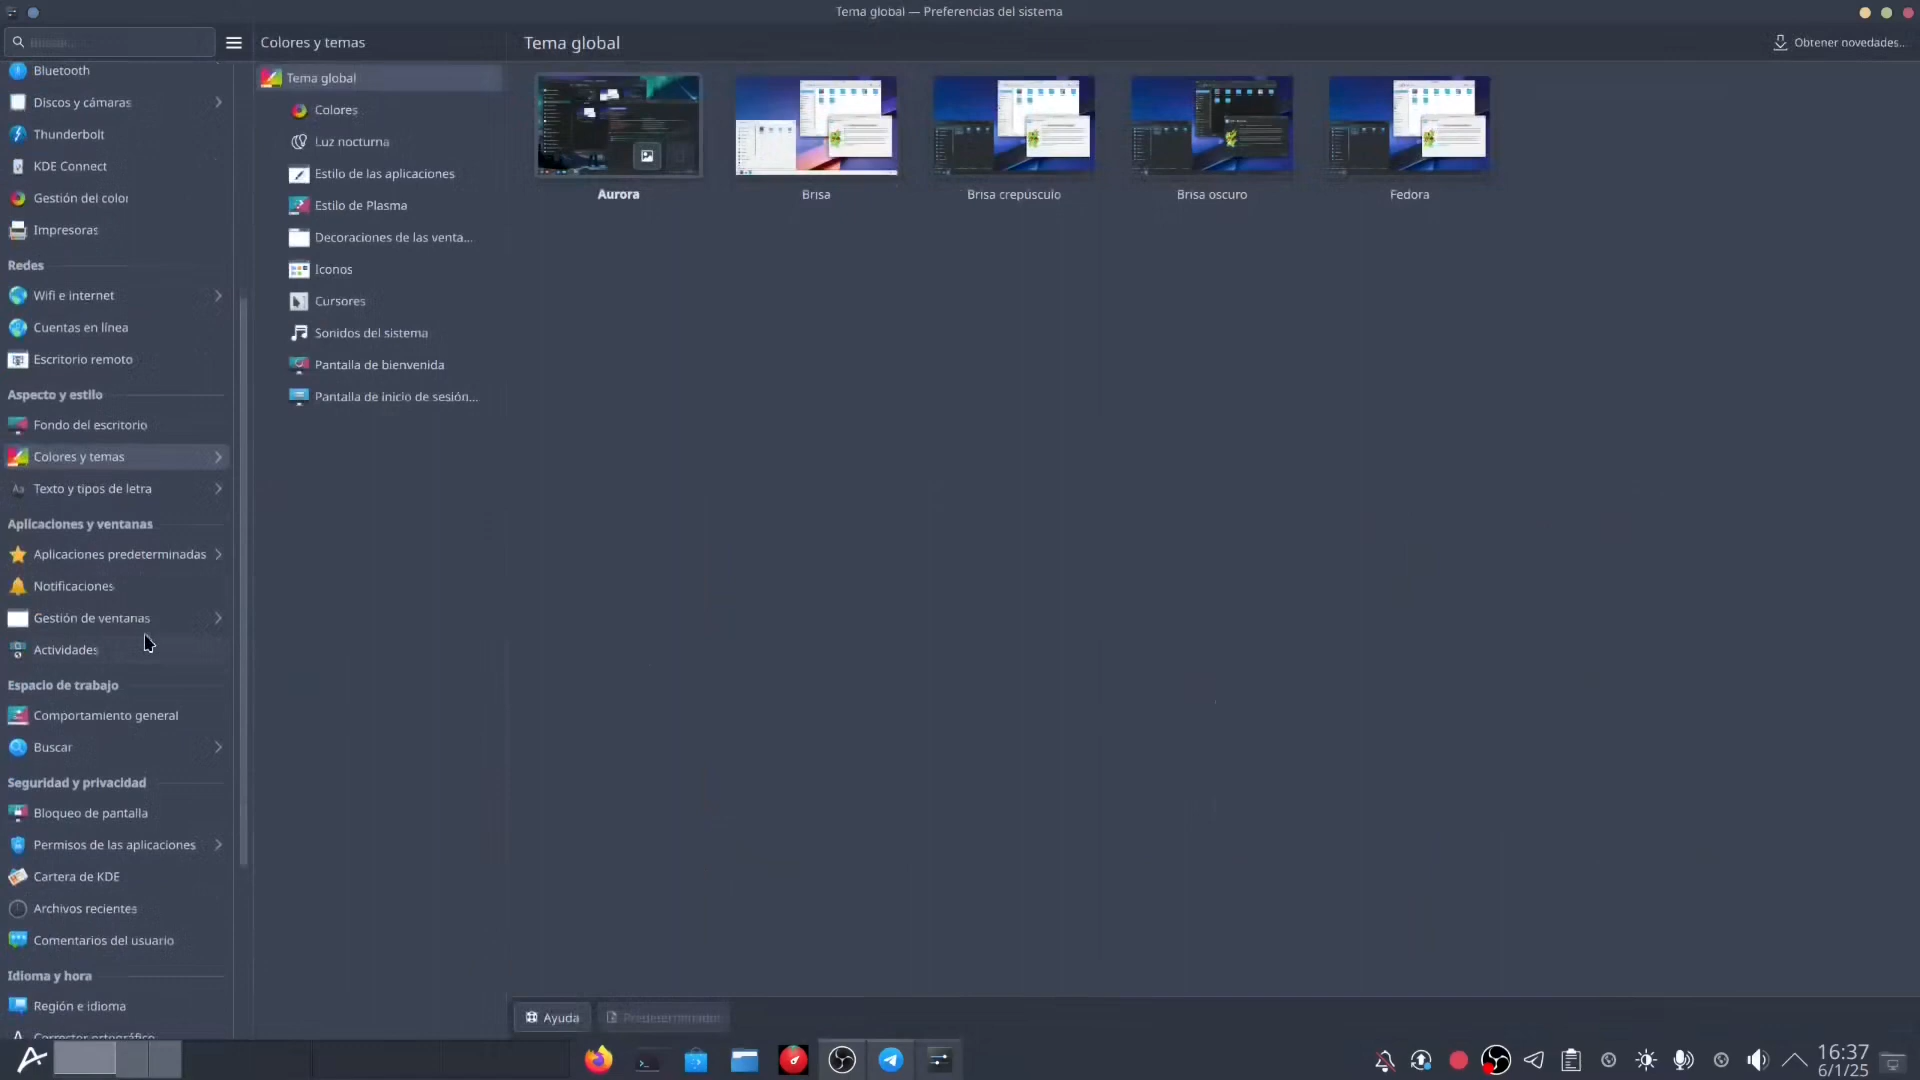 Tema global — Preferencias del sistema
Colores y temas
Tema global
Obtener novedades...
Bluetooth
Discos y cámaras
Thunderbolt
KDE Connect
Gestión del color
Impresoras
Redes
Wifi e internet
Cuentas en línea
Escritorio remoto
Aspecto y estilo
Fondo del escritorio
Colores y temas
Texto y tipos de letra
Aplicaciones y ventanas
Aplicaciones predeterminadas
Notificaciones
Gestión de ventanas
Actividades
Espacio de trabajo
Comportamiento general
Buscar
Seguridad y privacidad
Bloqueo de pantalla
Permisos de las aplicaciones
Cartera de KDE
Archivos recientes
Comentarios del usuario
Idioma y hora
Región e idioma
Corrector ortográfico
Tema global
Colores
Luz nocturna
Estilo de las aplicaciones
Estilo de Plasma
Decoraciones de las venta...
Iconos
Cursores
Sonidos del sistema
Pantalla de bienvenida
Pantalla de inicio de sesión...
Aurora
Brisa
Brisa crepúsculo
Brisa oscuro
Fedora
Ayuda
16:37
6/1/25